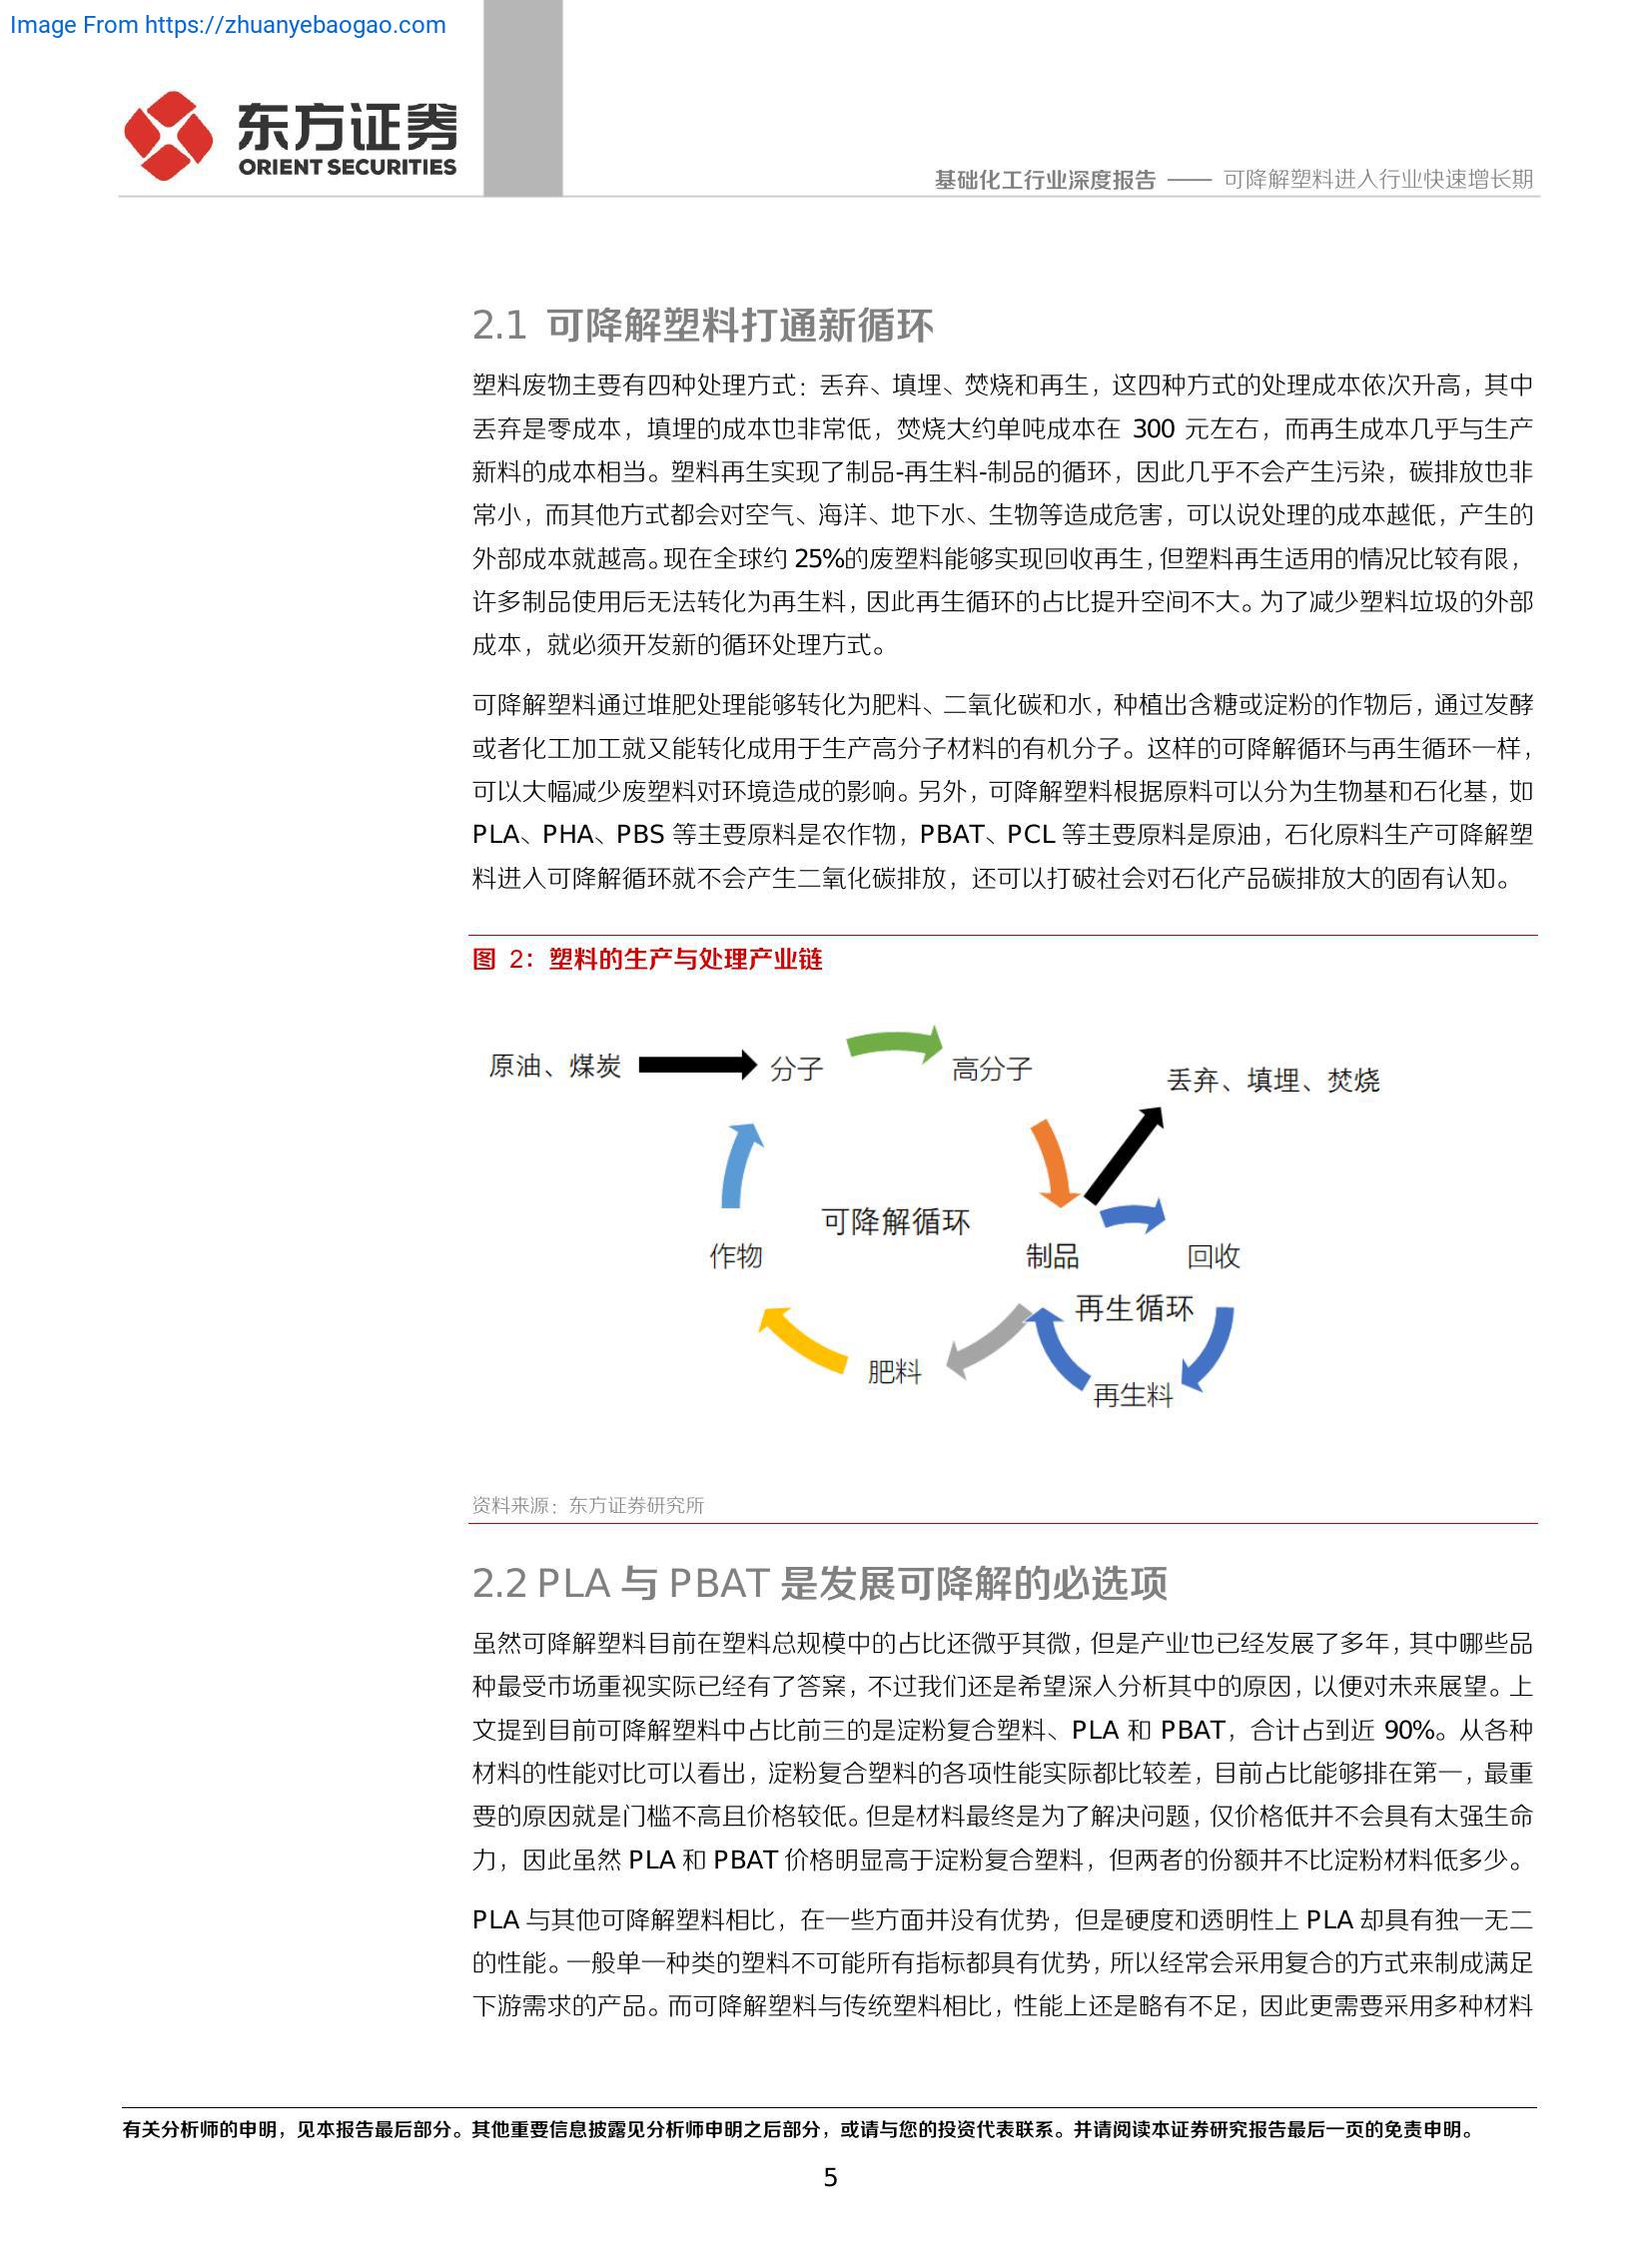 Image From https://zhuanyebaogao.com
东方证券
ORIENT SECURITIES
基础化工行业深度报告 —— 可降解塑料进入行业快速增长期
2.1 可降解塑料打通新循环
塑料废物主要有四种处理方式：丢弃、填埋、焚烧和再生，这四种方式的处理成本依次升高，其中
丢弃是零成本，填埋的成本也非常低，焚烧大约单吨成本在 300 元左右，而再生成本几乎与生产
新料的成本相当。塑料再生实现了制品-再生料-制品的循环，因此几乎不会产生污染，碳排放也非
常小，而其他方式都会对空气、海洋、地下水、生物等造成危害，可以说处理的成本越低，产生的
外部成本就越高。现在全球约 25%的废塑料能够实现回收再生，但塑料再生适用的情况比较有限，
许多制品使用后无法转化为再生料，因此再生循环的占比提升空间不大。为了减少塑料垃圾的外部
成本，就必须开发新的循环处理方式。
可降解塑料通过堆肥处理能够转化为肥料、二氧化碳和水，种植出含糖或淀粉的作物后，通过发酵
或者化工加工就又能转化成用于生产高分子材料的有机分子。这样的可降解循环与再生循环一样，
可以大幅减少废塑料对环境造成的影响。另外，可降解塑料根据原料可以分为生物基和石化基，如
PLA、PHA、PBS 等主要原料是农作物，PBAT、PCL 等主要原料是原油，石化原料生产可降解塑
料进入可降解循环就不会产生二氧化碳排放，还可以打破社会对石化产品碳排放大的固有认知。
图 2：塑料的生产与处理产业链
原油、煤炭
分子
高分子
丢弃、填埋、焚烧
可降解循环
作物
制品
回收
再生循环
肥料
再生料
资料来源：东方证券研究所
2.2 PLA 与 PBAT 是发展可降解的必选项
虽然可降解塑料目前在塑料总规模中的占比还微乎其微，但是产业也已经发展了多年，其中哪些品
种最受市场重视实际已经有了答案，不过我们还是希望深入分析其中的原因，以便对未来展望。上
文提到目前可降解塑料中占比前三的是淀粉复合塑料、PLA 和 PBAT，合计占到近 90%。从各种
材料的性能对比可以看出，淀粉复合塑料的各项性能实际都比较差，目前占比能够排在第一，最重
要的原因就是门槛不高且价格较低。但是材料最终是为了解决问题，仅价格低并不会具有太强生命
力，因此虽然 PLA 和 PBAT 价格明显高于淀粉复合塑料，但两者的份额并不比淀粉材料低多少。
PLA 与其他可降解塑料相比，在一些方面并没有优势，但是硬度和透明性上 PLA 却具有独一无二
的性能。一般单一种类的塑料不可能所有指标都具有优势，所以经常会采用复合的方式来制成满足
下游需求的产品。而可降解塑料与传统塑料相比，性能上还是略有不足，因此更需要采用多种材料
有关分析师的申明，见本报告最后部分。其他重要信息披露见分析师申明之后部分，或请与您的投资代表联系。并请阅读本证券研究报告最后一页的免责申明。
5